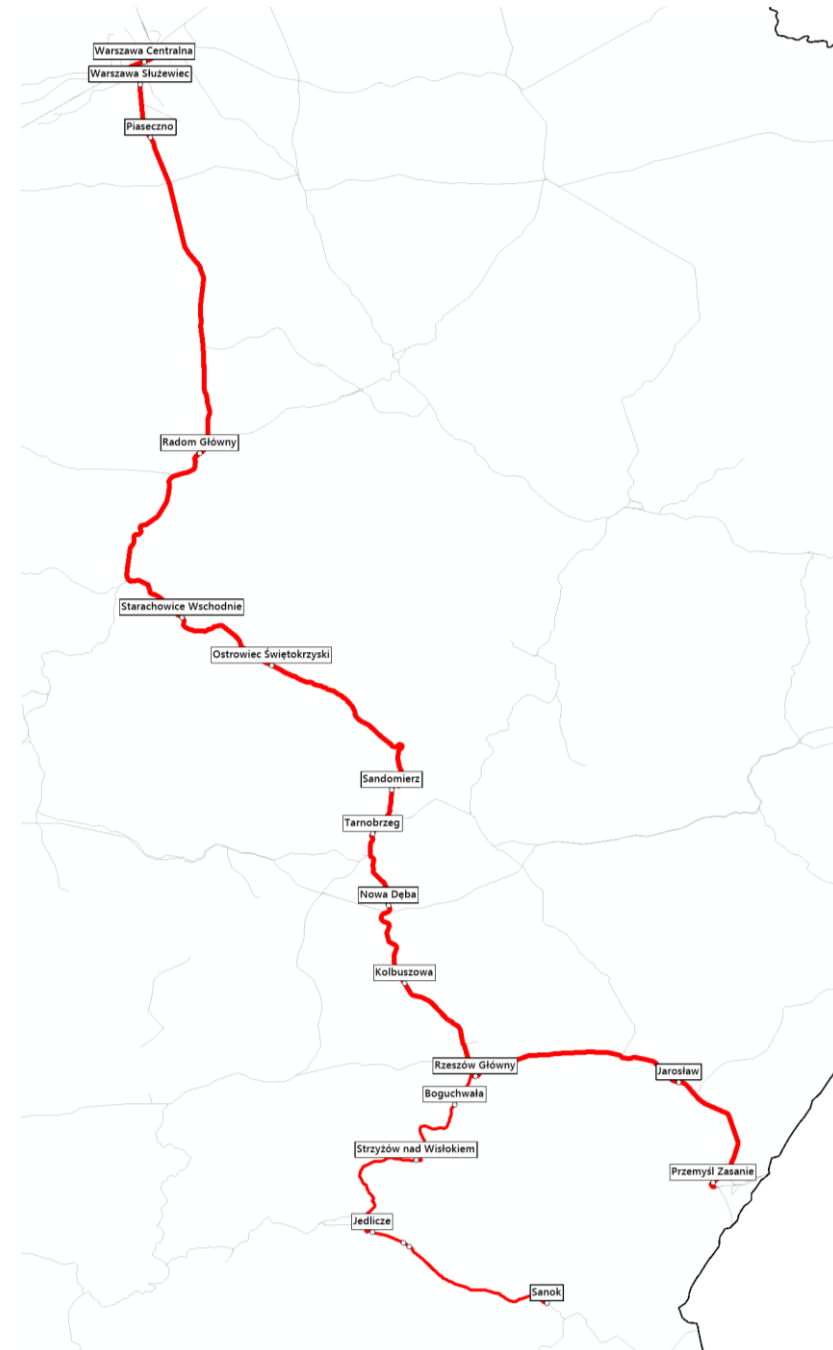 Warszawa Centralna
Warszawa Służewiec
Piaseczno
Radom Główny
Starachowice Wschodnie
Ostrowiec Świętokrzyski
Sandomierz
Tarnobrzeg
Nowa Dęba
Kolbuszowa
Rzeszów Główny
Jarosław
Boguchwała
Strzyżów nad Wisłokiem
Przemyśl Zasanie
Jedlicze
Sanok